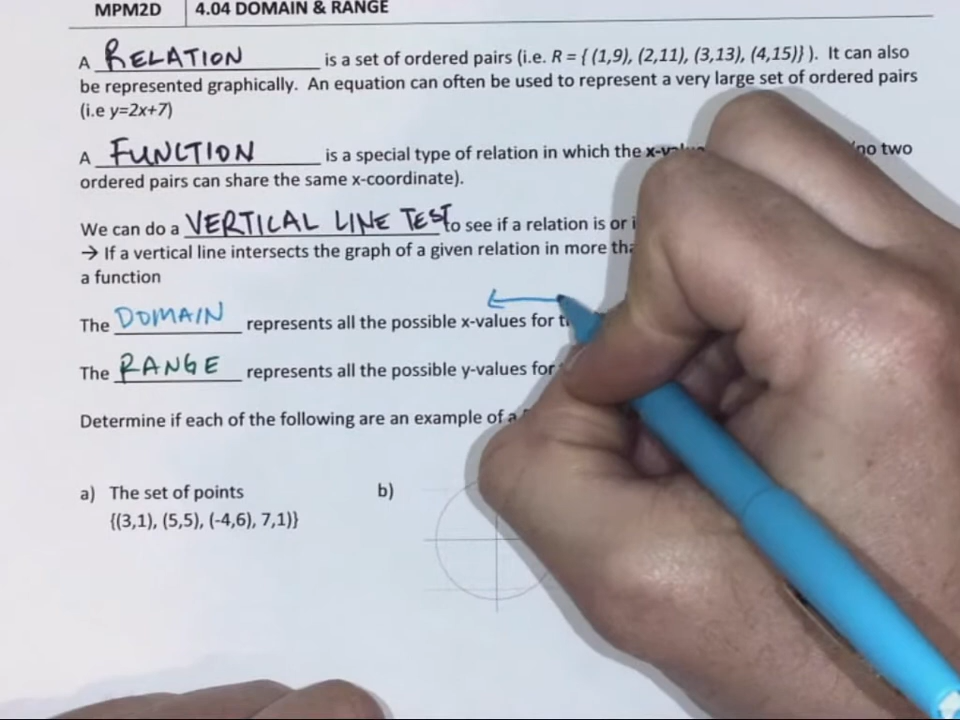 MPM2D 4.04 DOMAIN & RANGE
A RELATION is a set of ordered pairs (i.e. R = { (1,9), (2,11), (3,13), (4,15)} ). It can also
be represented graphically. An equation can often be used to represent a very large set of ordered pairs
(i.e y=2x+7)
A FUNCTION is a special type of relation in which the no two
ordered pairs can share the same x-coordinate).
We can do a VERTICAL LINE TEST to see if a relation is or
→ If a vertical line intersects the graph of a given relation in more
a function
The DOMAIN represents all the possible x-values for
The RANGE represents all the possible y-values for
Determine if each of the following are an example of a
a) The set of points b)
{(3,1), (5,5), (-4,6), 7,1)}